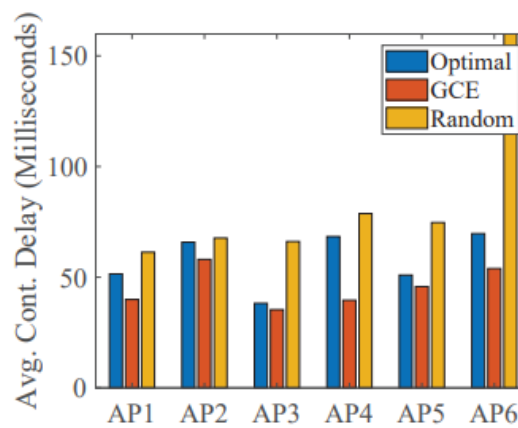 Avg. Cont. Delay (Milliseconds)
150
100
50
0
Optimal
GCE
Random
AP1 AP2 AP3 AP4 AP5 AP6